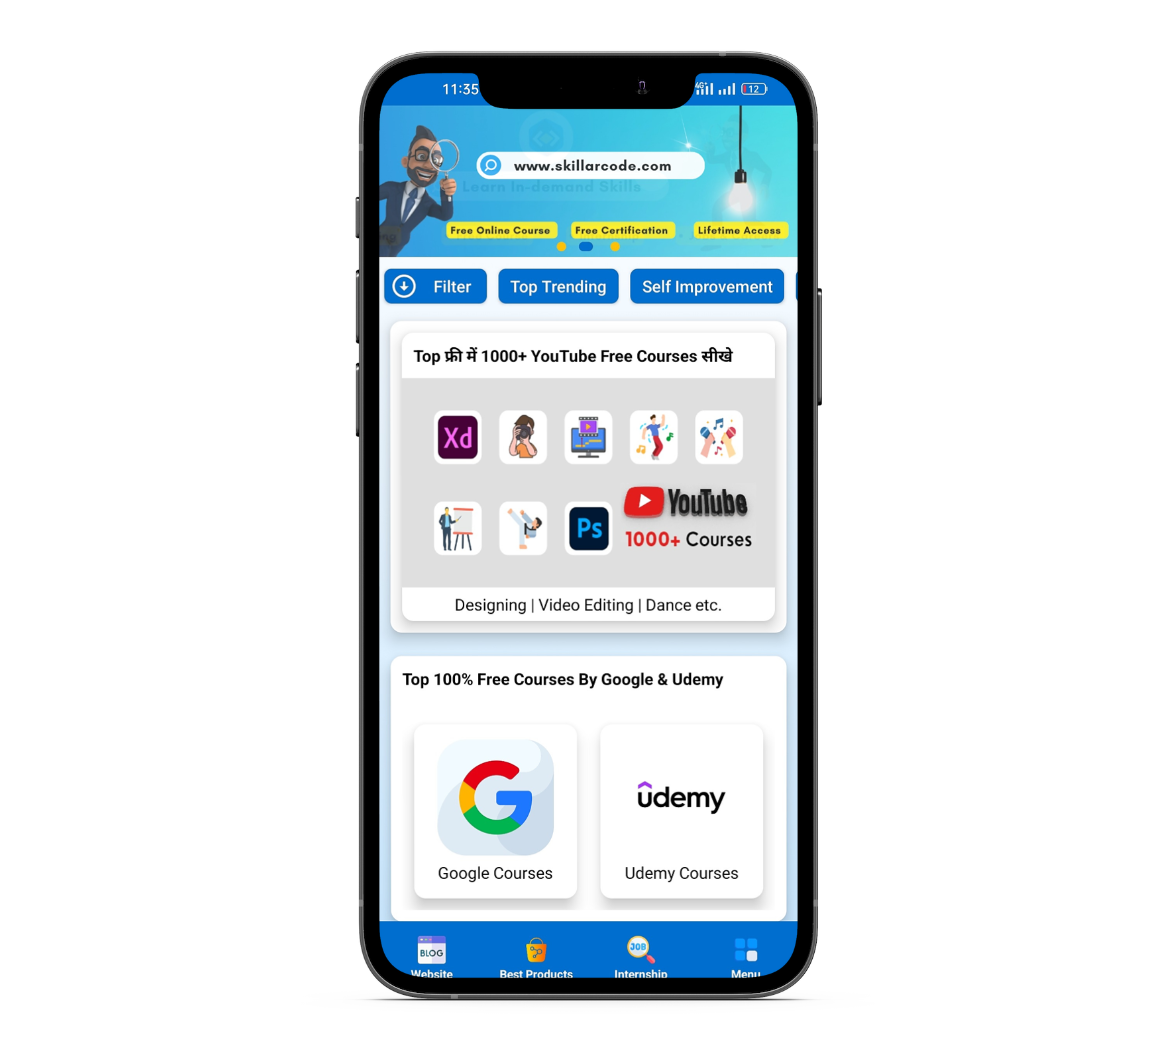 11:35
4G+
12
www.skillarcode.com
Learn In-demand Skills
Free Online Course
Free Certification
Lifetime Access
Filter
Top Trending
Self Improvement
Top फ्री में 1000+ YouTube Free Courses सीखे
Xd
Ps
YouTube
1000+ Courses
Designing | Video Editing | Dance etc.
Top 100% Free Courses By Google & Udemy
G
udemy
Google Courses
Udemy Courses
BLOG
JOB
Website
Best Products
Internship
Menu